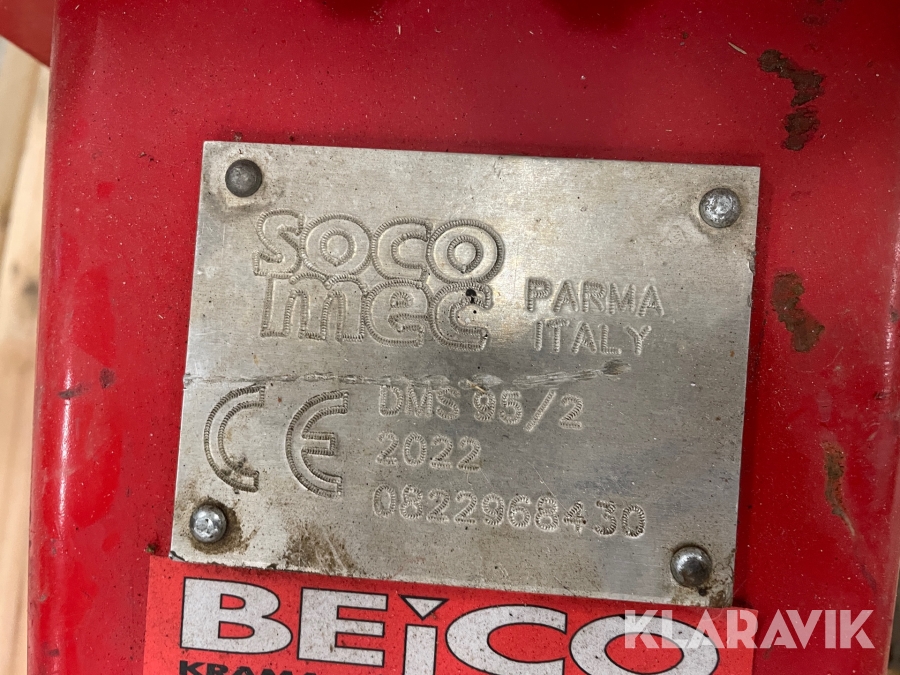 SOCO
mec
PARMA
ITALY
CE
DMS 95/2
2022
0822968430
BEiCO
KLARAVIK